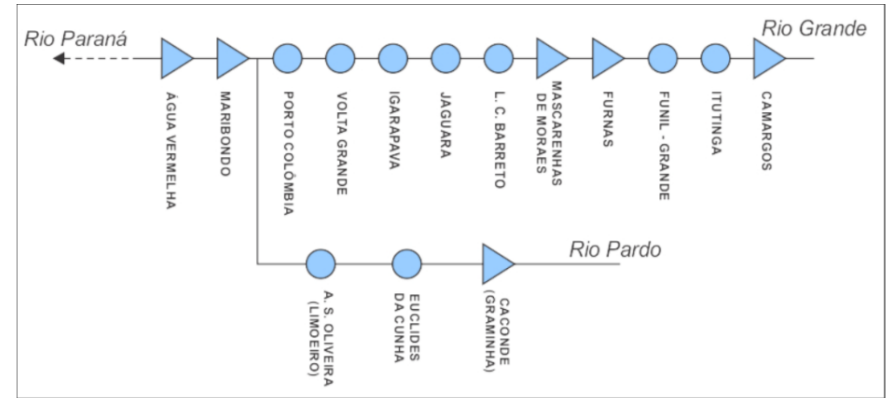 Rio Paraná
Rio Grande
ÁGUA VERMELHA
MARIBONDO
PORTO COLÔMBIA
VOLTA GRANDE
IGARAPAVA
JAGUARA
L. C. BARRETO
MASCARENHAS
DE MORAES
FURNAS
FUNIL - GRANDE
ITUTINGA
CAMARGOS
Rio Pardo
A. S. OLIVEIRA
(LIMOEIRO)
EUCLIDES
DA CUNHA
CACONDE
(GRAMINHA)